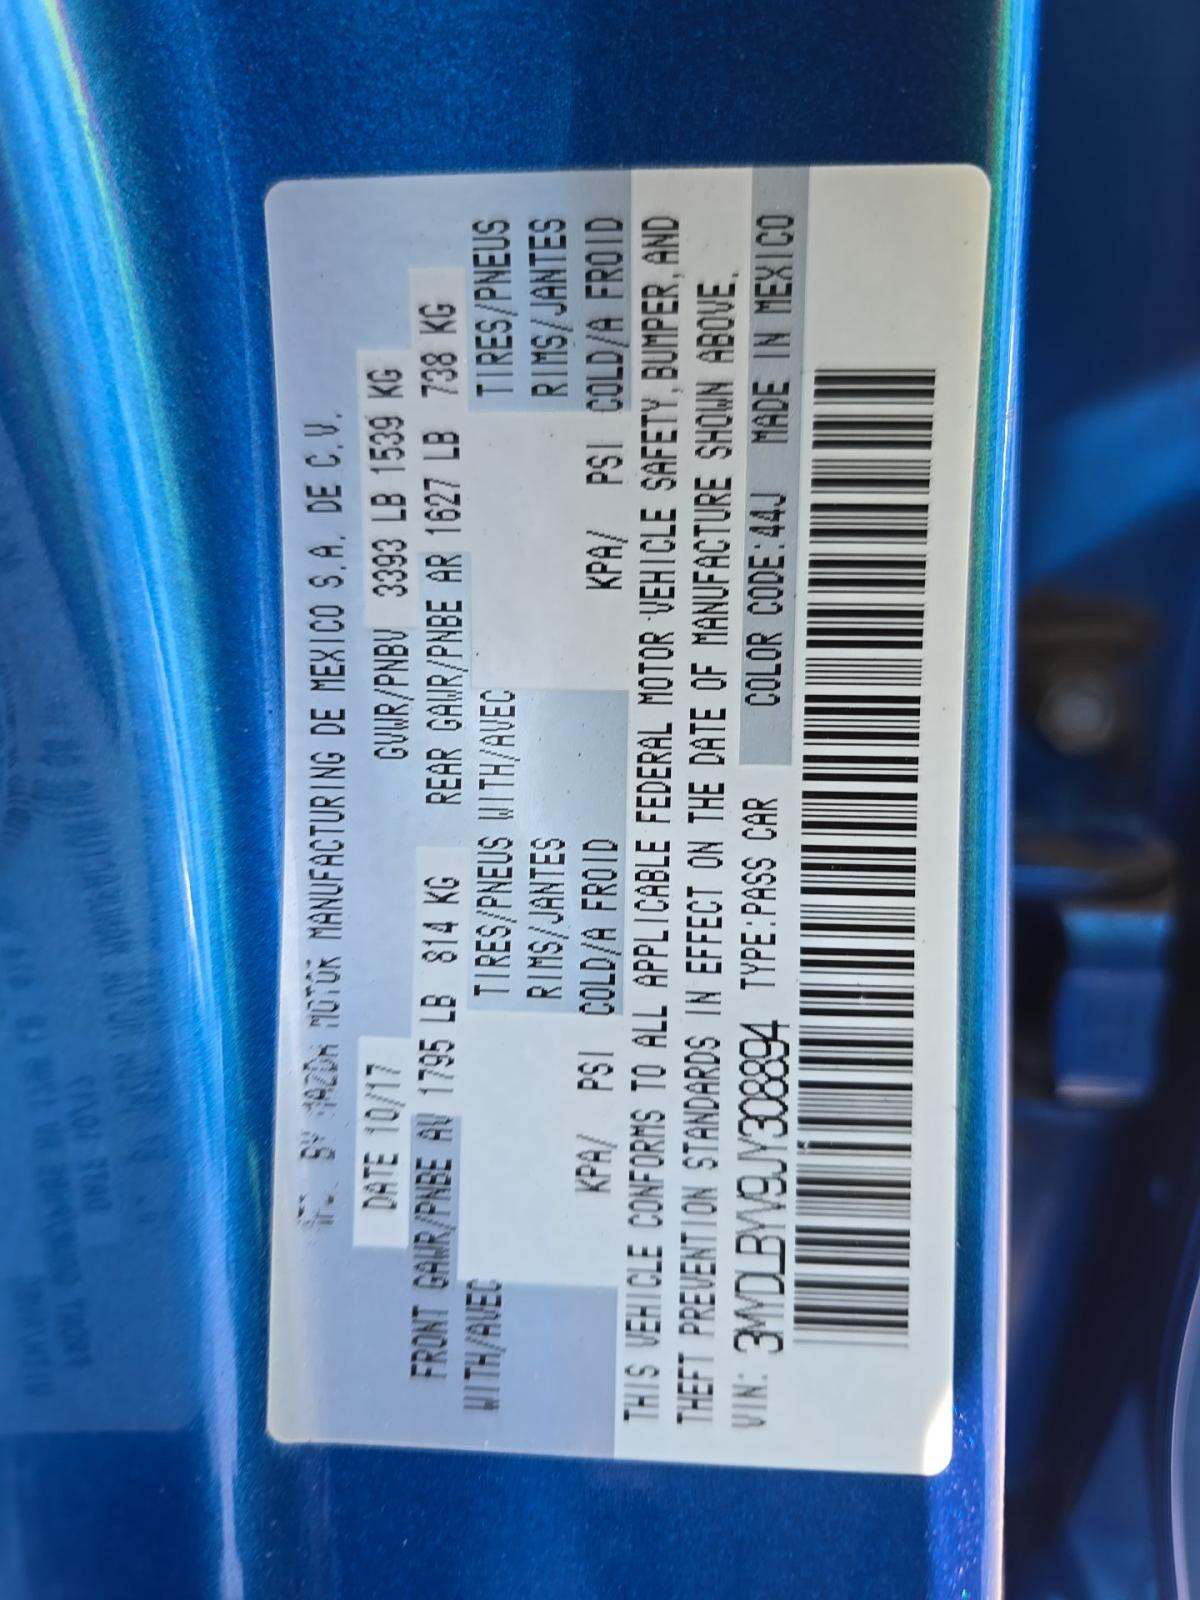 MFD. BY MAZDA MOTOR MANUFACTURING DE MEXICO S.A. DE C.V.
DATE 10/17 GVWR/PNBV 3393 LB 1539 KG
FRONT GAWR/PNBE AV 1795 LB 814 KG REAR GAWR/PNBE AR 1627 LB 738 KG
WITH/AVEC TIRES/PNEUS WITH/AVEC TIRES/PNEUS
RIMS/JANTES RIMS/JANTES
KPA/ PSI COLD/A FROID KPA/ PSI COLD/A FROID
THIS VEHICLE CONFORMS TO ALL APPLICABLE FEDERAL MOTOR VEHICLE SAFETY, BUMPER, AND
THEFT PREVENTION STANDARDS IN EFFECT ON THE DATE OF MANUFACTURE SHOWN ABOVE.
VIN: 3MYDLBYV9JY308894 TYPE:PASS CAR COLOR CODE:44J MADE IN MEXICO